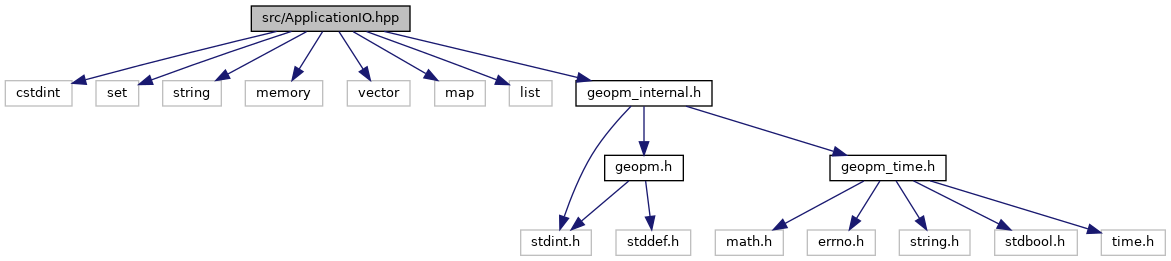 src/ApplicationIO.hpp
cstdint
set
string
memory
vector
map
list
geopm_internal.h
geopm.h
geopm_time.h
stdint.h
stddef.h
math.h
errno.h
string.h
stdbool.h
time.h